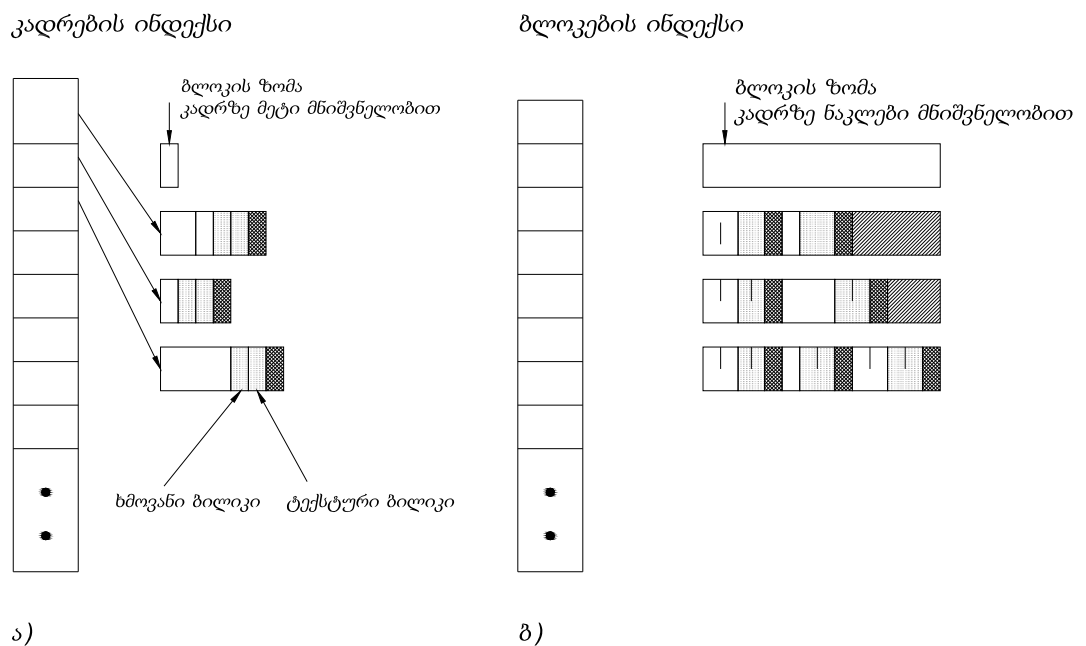 კადრების ინდექსი
ბლოკის ზომა
კადრზე მეტი მნიშვნელობით
ხმოვანი ბილიკი
ტექსტური ბილიკი
ა)
ბლოკების ინდექსი
ბლოკის ზომა
კადრზე ნაკლები მნიშვნელობით
ბ)